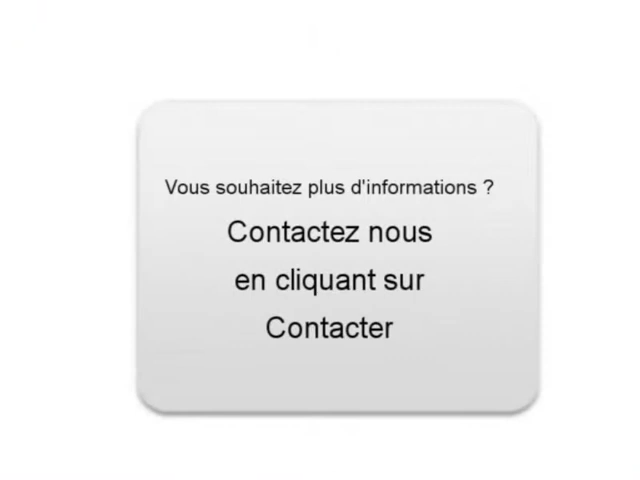 Vous souhaitez plus d'informations ?
Contactez nous
en cliquant sur
Contacter